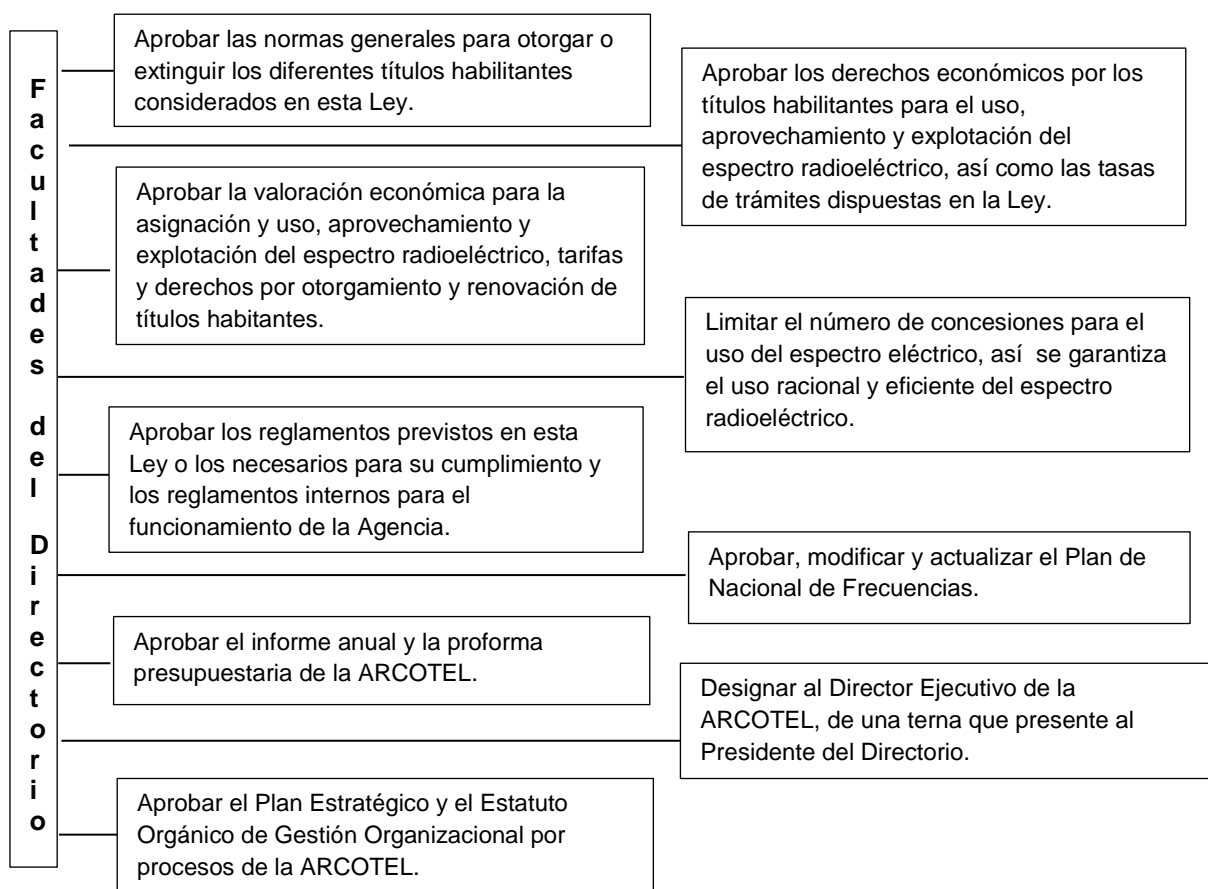 Facultades del Directorio
Aprobar las normas generales para otorgar o
extinguir los diferentes títulos habilitantes
considerados en esta Ley.
Aprobar los derechos económicos por los
títulos habilitantes para el uso,
aprovechamiento y explotación del
espectro radioeléctrico, así como las tasas
de trámites dispuestas en la Ley.
Aprobar la valoración económica para la
asignación y uso, aprovechamiento y
explotación del espectro radioeléctrico, tarifas
y derechos por otorgamiento y renovación de
títulos habitantes.
Limitar el número de concesiones para el
uso del espectro eléctrico, así se garantiza
el uso racional y eficiente del espectro
radioeléctrico.
Aprobar los reglamentos previstos en esta
Ley o los necesarios para su cumplimiento y
los reglamentos internos para el
funcionamiento de la Agencia.
Aprobar, modificar y actualizar el Plan de
Nacional de Frecuencias.
Aprobar el informe anual y la proforma
presupuestaria de la ARCOTEL.
Designar al Director Ejecutivo de la
ARCOTEL, de una terna que presente al
Presidente del Directorio.
Aprobar el Plan Estratégico y el Estatuto
Orgánico de Gestión Organizacional por
procesos de la ARCOTEL.